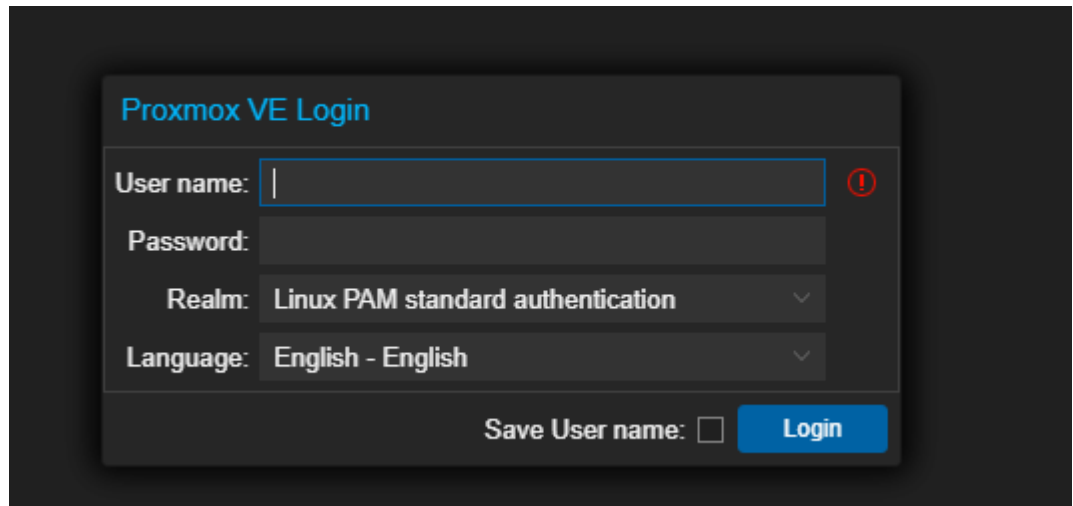 Proxmox VE Login
User name:
Password:
Realm: Linux PAM standard authentication
Language: English - English
Save User name: Login